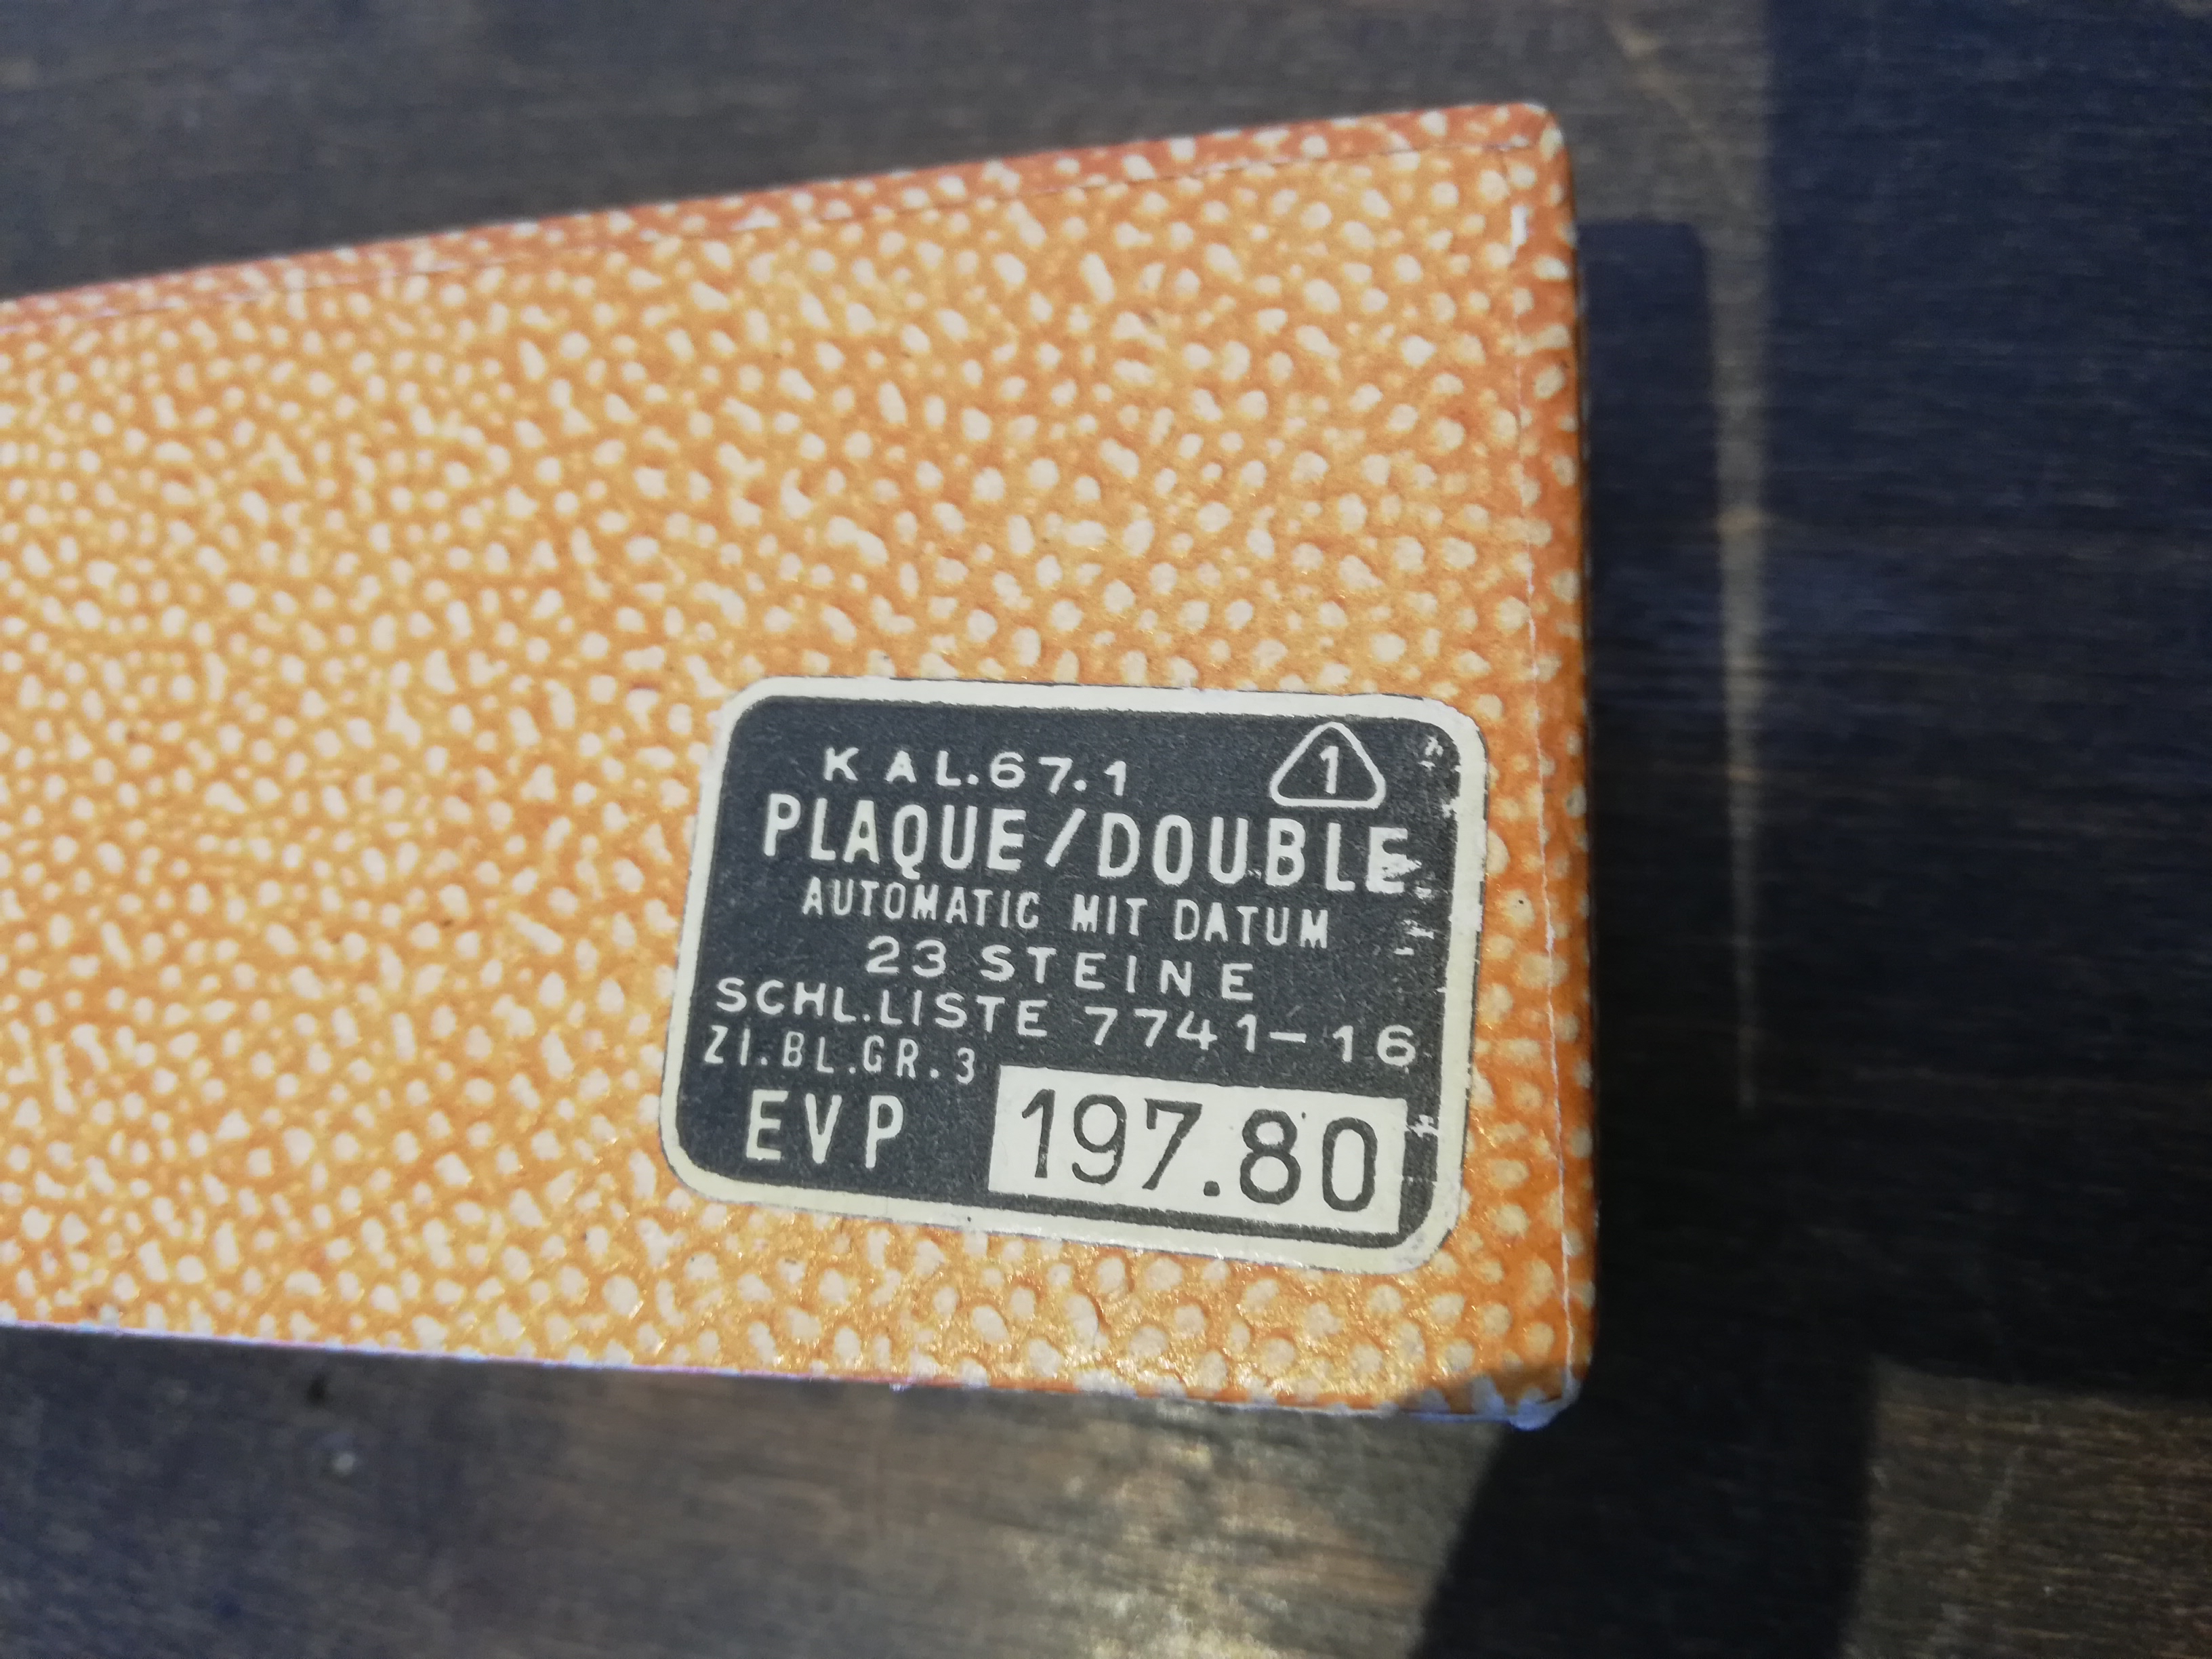 KAL.67.1 1
PLAQUE/DOUBLE
AUTOMATIC MIT DATUM
23 STEINE
SCHL.LISTE 7741-16
ZI.BL.GR.3
EVP 197.80